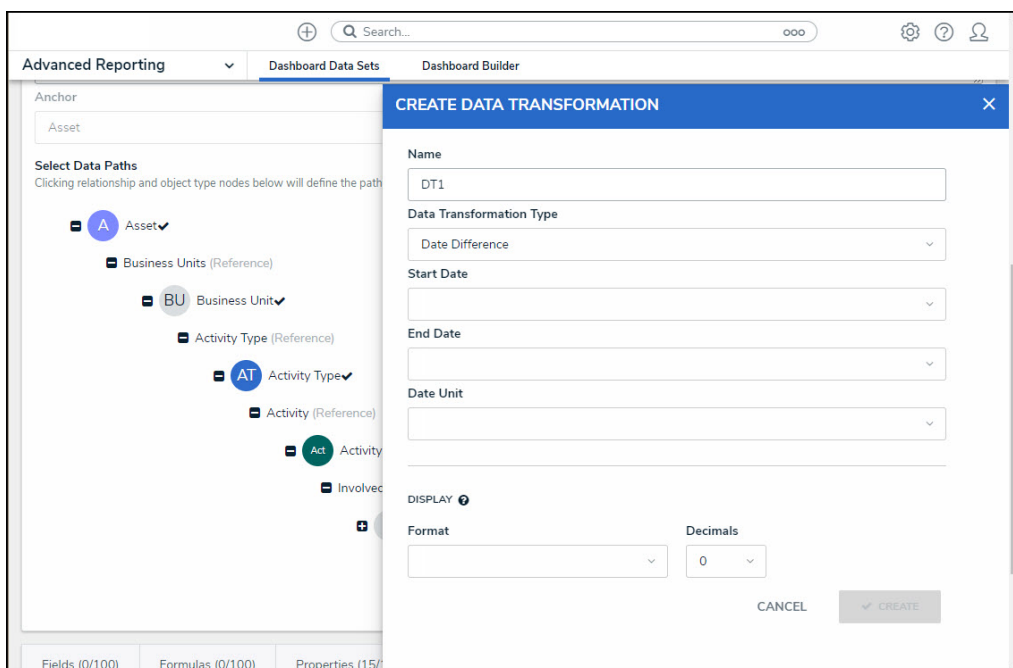 Search...
ooo
Advanced Reporting
Dashboard Data Sets
Dashboard Builder
Anchor
Asset
Select Data Paths
Clicking relationship and object type nodes below will define the path
A Asset
Business Units (Reference)
BU Business Unit
Activity Type (Reference)
AT Activity Type
Activity (Reference)
Act Activity
Involved
Fields (0/100)
Formulas (0/100)
Properties (15/
CREATE DATA TRANSFORMATION
Name
DT1
Data Transformation Type
Date Difference
Start Date
End Date
Date Unit
DISPLAY ?
Format
Decimals
0
CANCEL
CREATE